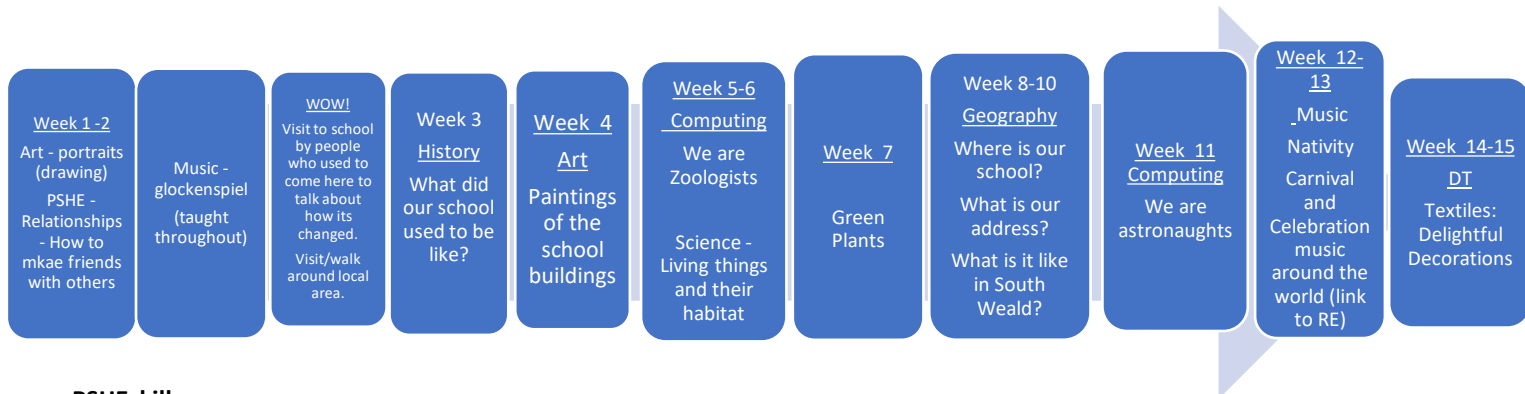 Week 1 -2
Art - portraits
(drawing)
PSHE -
Relationships
- How to
mkae friends
with others
Music -
glockenspiel
(taught
throughout)
WOW!
Visit to school
by people
who used to
come here to
talk about
how its
changed.
Visit/walk
around local
area.
Week 3
History
What did
our school
used to be
like?
Week 4
Art
Paintings
of the
school
buildings
Week 5-6
Computing
We are
Zoologists
Science -
Living things
and their
habitat
Week 7
Green
Plants
Week 8-10
Geography
Where is our
school?
What is our
address?
What is it like
in South
Weald?
Week 11
Computing
We are
astronaughts
Week 12-
13
Music
Nativity
Carnival
and
Celebration
music
around the
world (link
to RE)
Week 14-15
DT
Textiles:
Delightful
Decorations